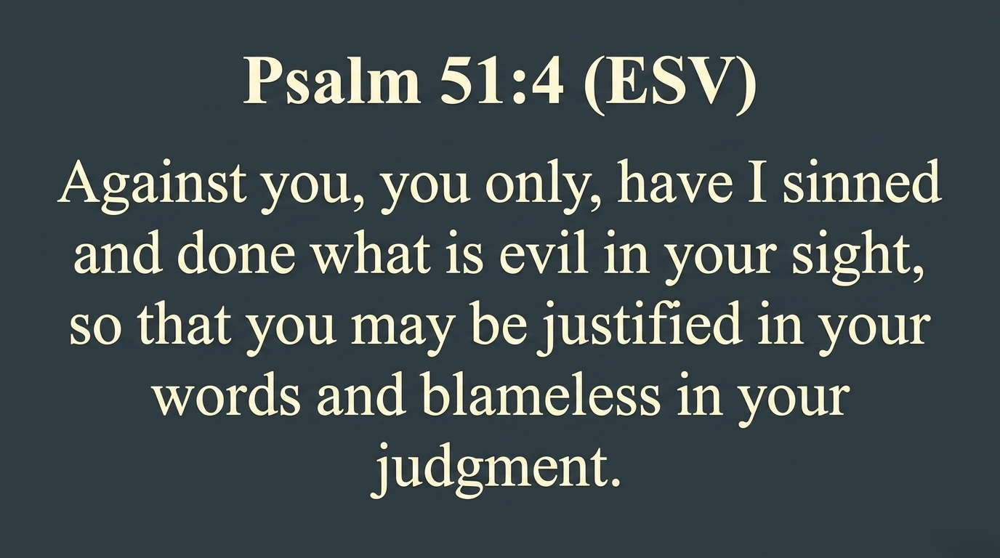 Psalm 51:4 (ESV)
Against you, you only, have I sinned
and done what is evil in your sight,
so that you may be justified in your
words and blameless in your
judgment.